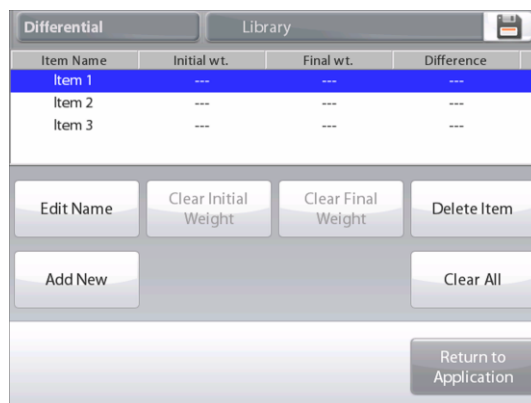 Differential Library
Item Name Initial wt. Final wt. Difference
Item 1 --- --- ---
Item 2 --- --- ---
Item 3 --- --- ---
Edit Name Clear Initial Weight Clear Final Weight Delete Item
Add New Clear All
Return to
Application